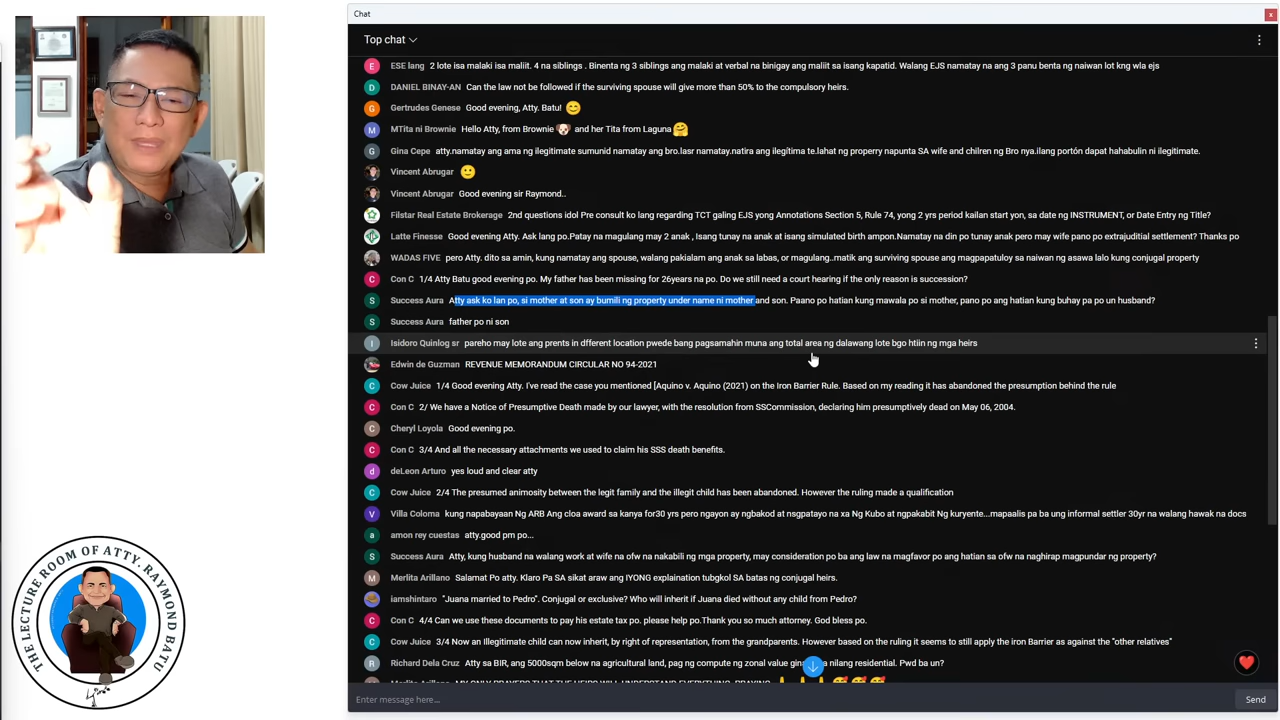 Chat
Top chat
ESE lang 2 lote isa malaki isa maliit. 4 na siblings . Binenta ng 3 siblings ang malaki at verbal na binigay ang maliit sa isang kapatid. Walang EJS namatay na ang 3 panu benta ng naiwan lot kng wla ejs
DANIEL BINAY-AN Can the law not be followed if the surviving spouse will give more than 50% to the compulsory heirs.
Gertrudes Genese Good evening, Atty. Batu! 😊
MTita ni Brownie Hello Atty, from Brownie 🐶 and her Tita from Laguna 🤗
Gina Cepe atty.namatay ang ama ng ilegitimate sumunid namatay ang bro.lasr namatay.natira ang ilegítima te.lahat ng properry napunta SA wife and chilren ng Bro nya.ilang portón dapat hahabulin ni ilegitimate.
Vincent Abrugar 🙂
Vincent Abrugar Good evening sir Raymond..
Filstar Real Estate Brokerage 2nd questions idol Pre consult ko lang regarding TCT galing EJS yong Annotations Section 5, Rule 74, yong 2 yrs period kailan start yon, sa date ng INSTRUMENT, or Date Entry ng Title?
Latte Finesse Good evening Atty. Ask lang po.Patay na magulang may 2 anak , Isang tunay na anak at isang simulated birth ampon.Namatay na din po tunay anak pero may wife pano po extrajuditial settlement? Thanks po
WADAS FIVE pero Atty. dito sa amin, kung namatay ang spouse, walang pakialam ang anak sa labas, or magulang..matik ang surviving spouse ang magpapatuloy sa naiwan ng asawa lalo kung conjugal property
Con C 1/4 Atty Batu good evening po. My father has been missing for 26years na po. Do we still need a court hearing if the only reason is succession?
Success Aura Atty ask ko lan po, si mother at son ay bumili ng property under name ni mother and son. Paano po hatian kung mawala po si mother, pano po ang hatian kung buhay pa po un husband?
Success Aura father po ni son
Isidoro Quinlog sr pareho may lote ang prents in dfferent location pwede bang pagsamahin muna ang total area ng dalawang lote bgo htiin ng mga heirs
Edwin de Guzman REVENUE MEMORANDUM CIRCULAR NO 94-2021
Cow Juice 1/4 Good evening Atty. I've read the case you mentioned [Aquino v. Aquino (2021) on the Iron Barrier Rule. Based on my reading it has abandoned the presumption behind the rule
Con C 2/ We have a Notice of Presumptive Death made by our lawyer, with the resolution from SSCommission, declaring him presumptively dead on May 06, 2004.
Cheryl Loyola Good evening po.
Con C 3/4 And all the necessary attachments we used to claim his SSS death benefits.
deLeon Arturo yes loud and clear atty
Cow Juice 2/4 The presumed animosity between the legit family and the illegit child has been abandoned. However the ruling made a qualification
Villa Coloma kung napabayaan Ng ARB Ang cloa award sa kanya for30 yrs pero ngayon ay ngbakod at nsgpatayo na xa Ng Kubo at ngpakabit Ng kuryente...mapaalis pa ba ung informal settler 30yr na walang hawak na docs
amon rey cuestas atty.good pm po...
Success Aura Atty, kung husband na walang work at wife na ofw na nakabili ng mga property, may consideration po ba ang law na magfavor po ang hatian sa ofw na naghirap magpundar ng property?
Merlita Arillano Salamat Po atty. Klaro Pa SA sikat araw ang IYONG explaination tubgkol SA batas ng conjugal heirs.
iamshintaro "Juana married to Pedro". Conjugal or exclusive? Who will inherit if Juana died without any child from Pedro?
Con C 4/4 Can we use these documents to pay his estate tax po. please help po.Thank you so much attorney. God bless po.
Cow Juice 3/4 Now an Illegitimate child can now inherit, by right of representation, from the grandparents. However based on the ruling it seems to still apply the iron Barrier as against the "other relatives"
Richard Dela Cruz Atty sa BIR, ang 5000sqm below na agricultural land, pag ng compute ng zonal value nilang residential. Pwd ba un?
Enter message here...
Send
THE LECTURE ROOM OF ATTY. RAYMOND BATU